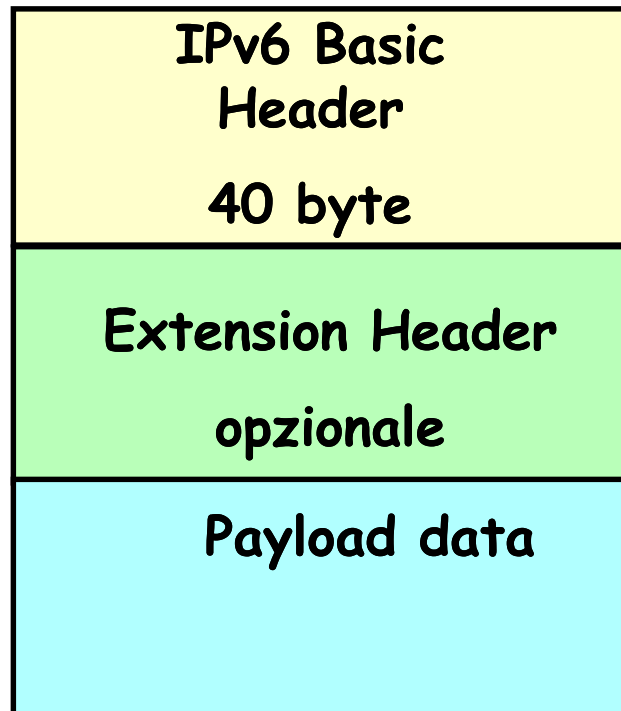 IPv6 Basic
Header
40 byte
Extension Header
opzionale
Payload data